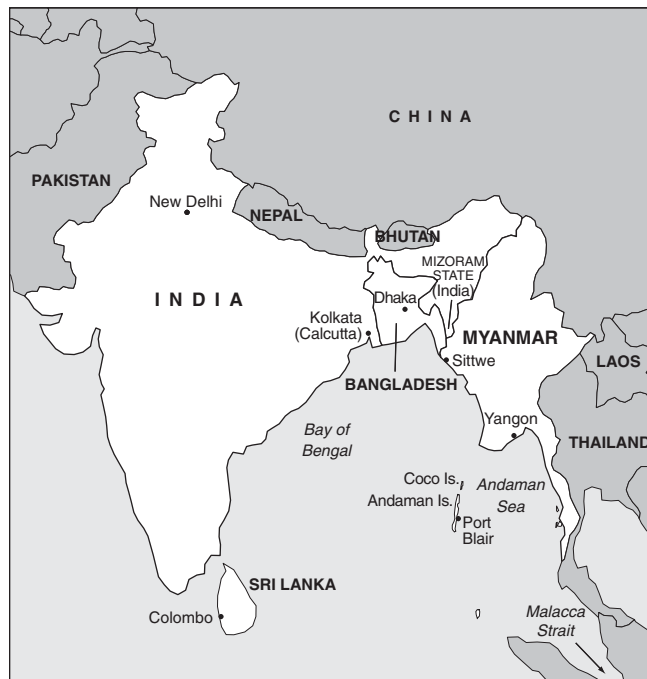 CHINA
PAKISTAN
New Delhi
NEPAL
BHUTAN
MIZORAM
STATE
(India)
INDIA
Dhaka
Kolkata
(Calcutta)
MYANMAR
LAOS
Sittwe
BANGLADESH
Yangon
Bay of
Bengal
THAILAND
Coco Is.
Andaman
Sea
Andaman Is.
Port
Blair
SRI LANKA
Colombo
Malacca
Strait